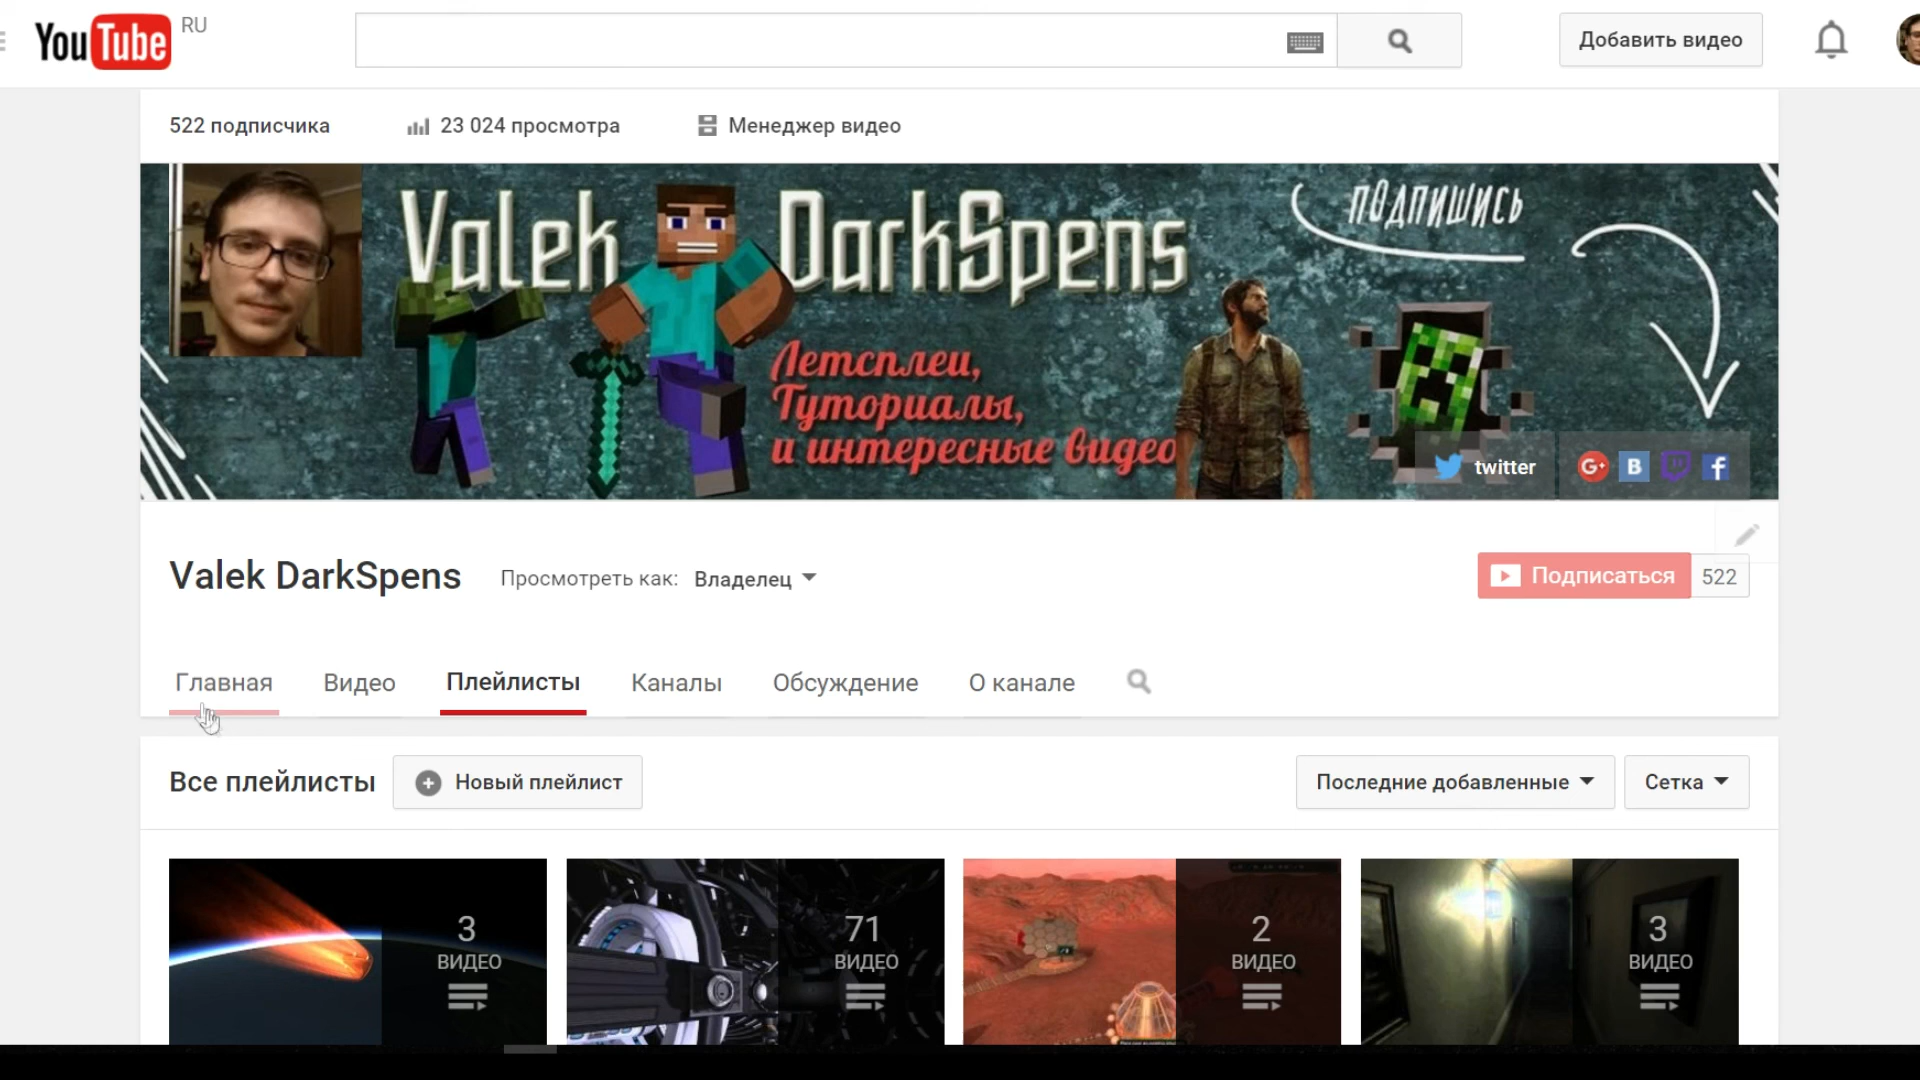 YouTube RU
Добавить видео
522 подписчика
23 024 просмотра
Менеджер видео
Valek DarkSpens
ПОДПИШИСЬ
Летсплеи,
Туториалы,
и интересные видео
twitter
G+ B f
Valek DarkSpens
Просмотреть как: Владелец
Подписаться 522
Главная
Видео
Плейлисты
Каналы
Обсуждение
О канале
Все плейлисты
Новый плейлист
Последние добавленные
Сетка
3
ВИДЕО
71
ВИДЕО
2
ВИДЕО
3
ВИДЕО